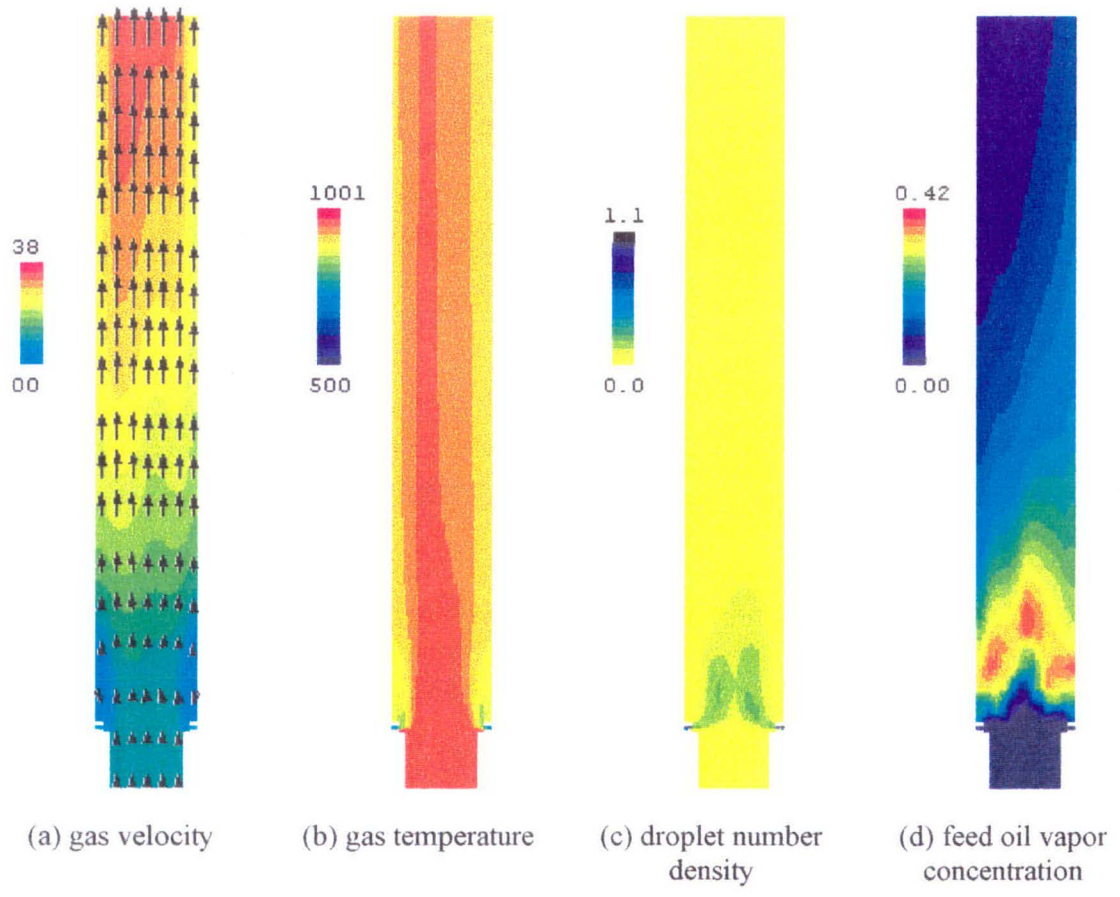 1001
0.42
1.1
38
00
500
0.0
0.00
(a) gas velocity
(b) gas temperature
(c) droplet number
density
(d) feed oil vapor
concentration